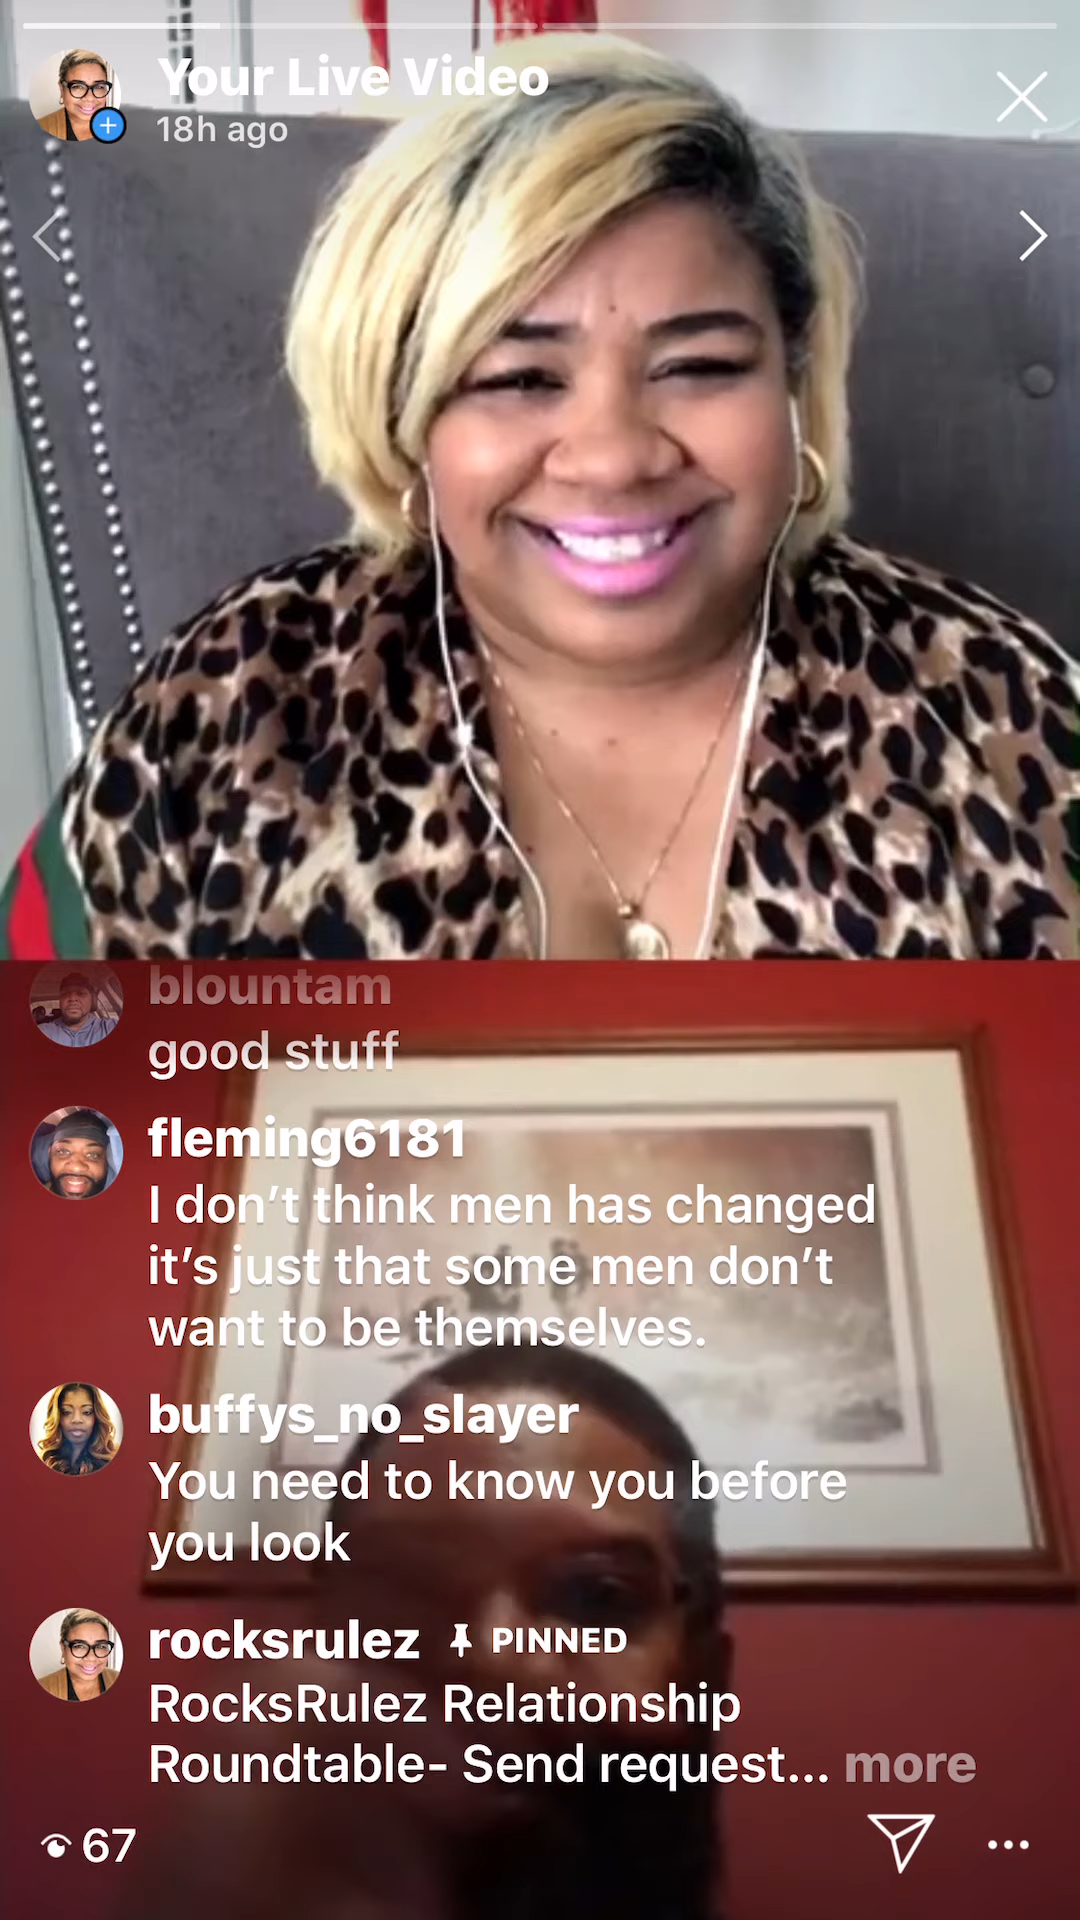 Your Live Video
18h ago
blountam
good stuff
fleming6181
I don’t think men has changed
it’s just that some men don’t
want to be themselves.
buffys_no_slayer
You need to know you before
you look
rocksrulez PINNED
RocksRulez Relationship
Roundtable- Send request... more
67